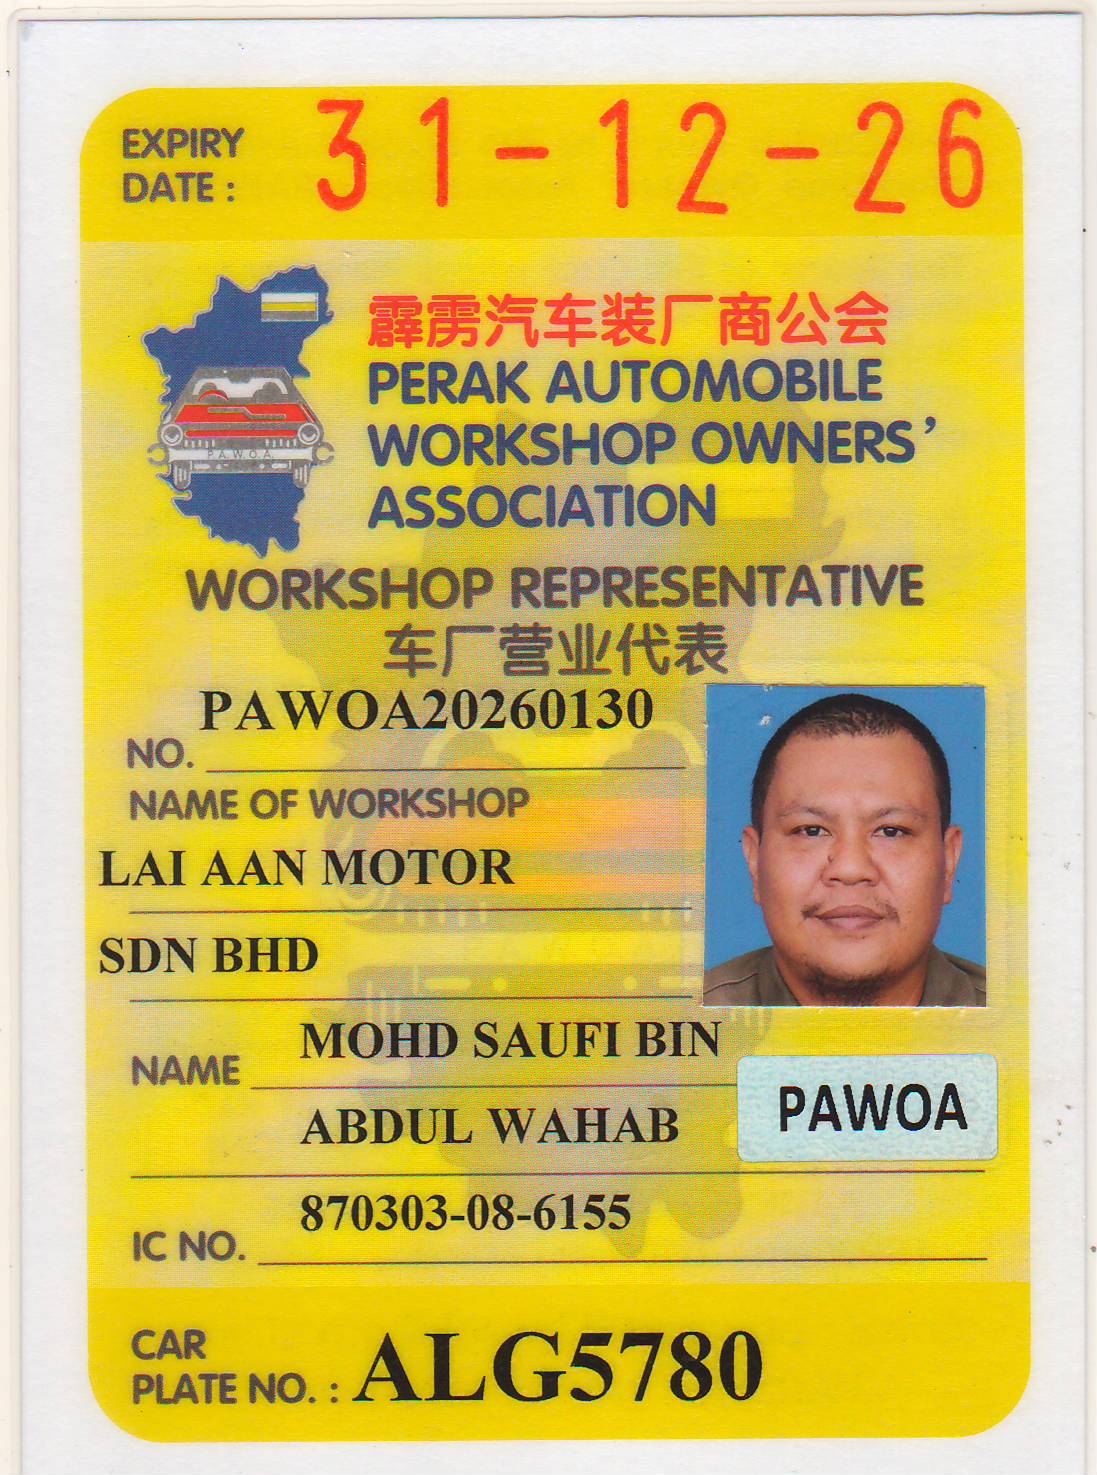 EXPIRY
DATE : 31-12-26
霹雳汽车装厂商公会
PERAK AUTOMOBILE
WORKSHOP OWNERS’
ASSOCIATION
P.A.W.O.A.
WORKSHOP REPRESENTATIVE
车厂营业代表
NO. PAWOA20260130
NAME OF WORKSHOP
LAI AAN MOTOR
SDN BHD
NAME MOHD SAUFI BIN
ABDUL WAHAB
PAWOA
IC NO. 870303-08-6155
CAR
PLATE NO. : ALG5780